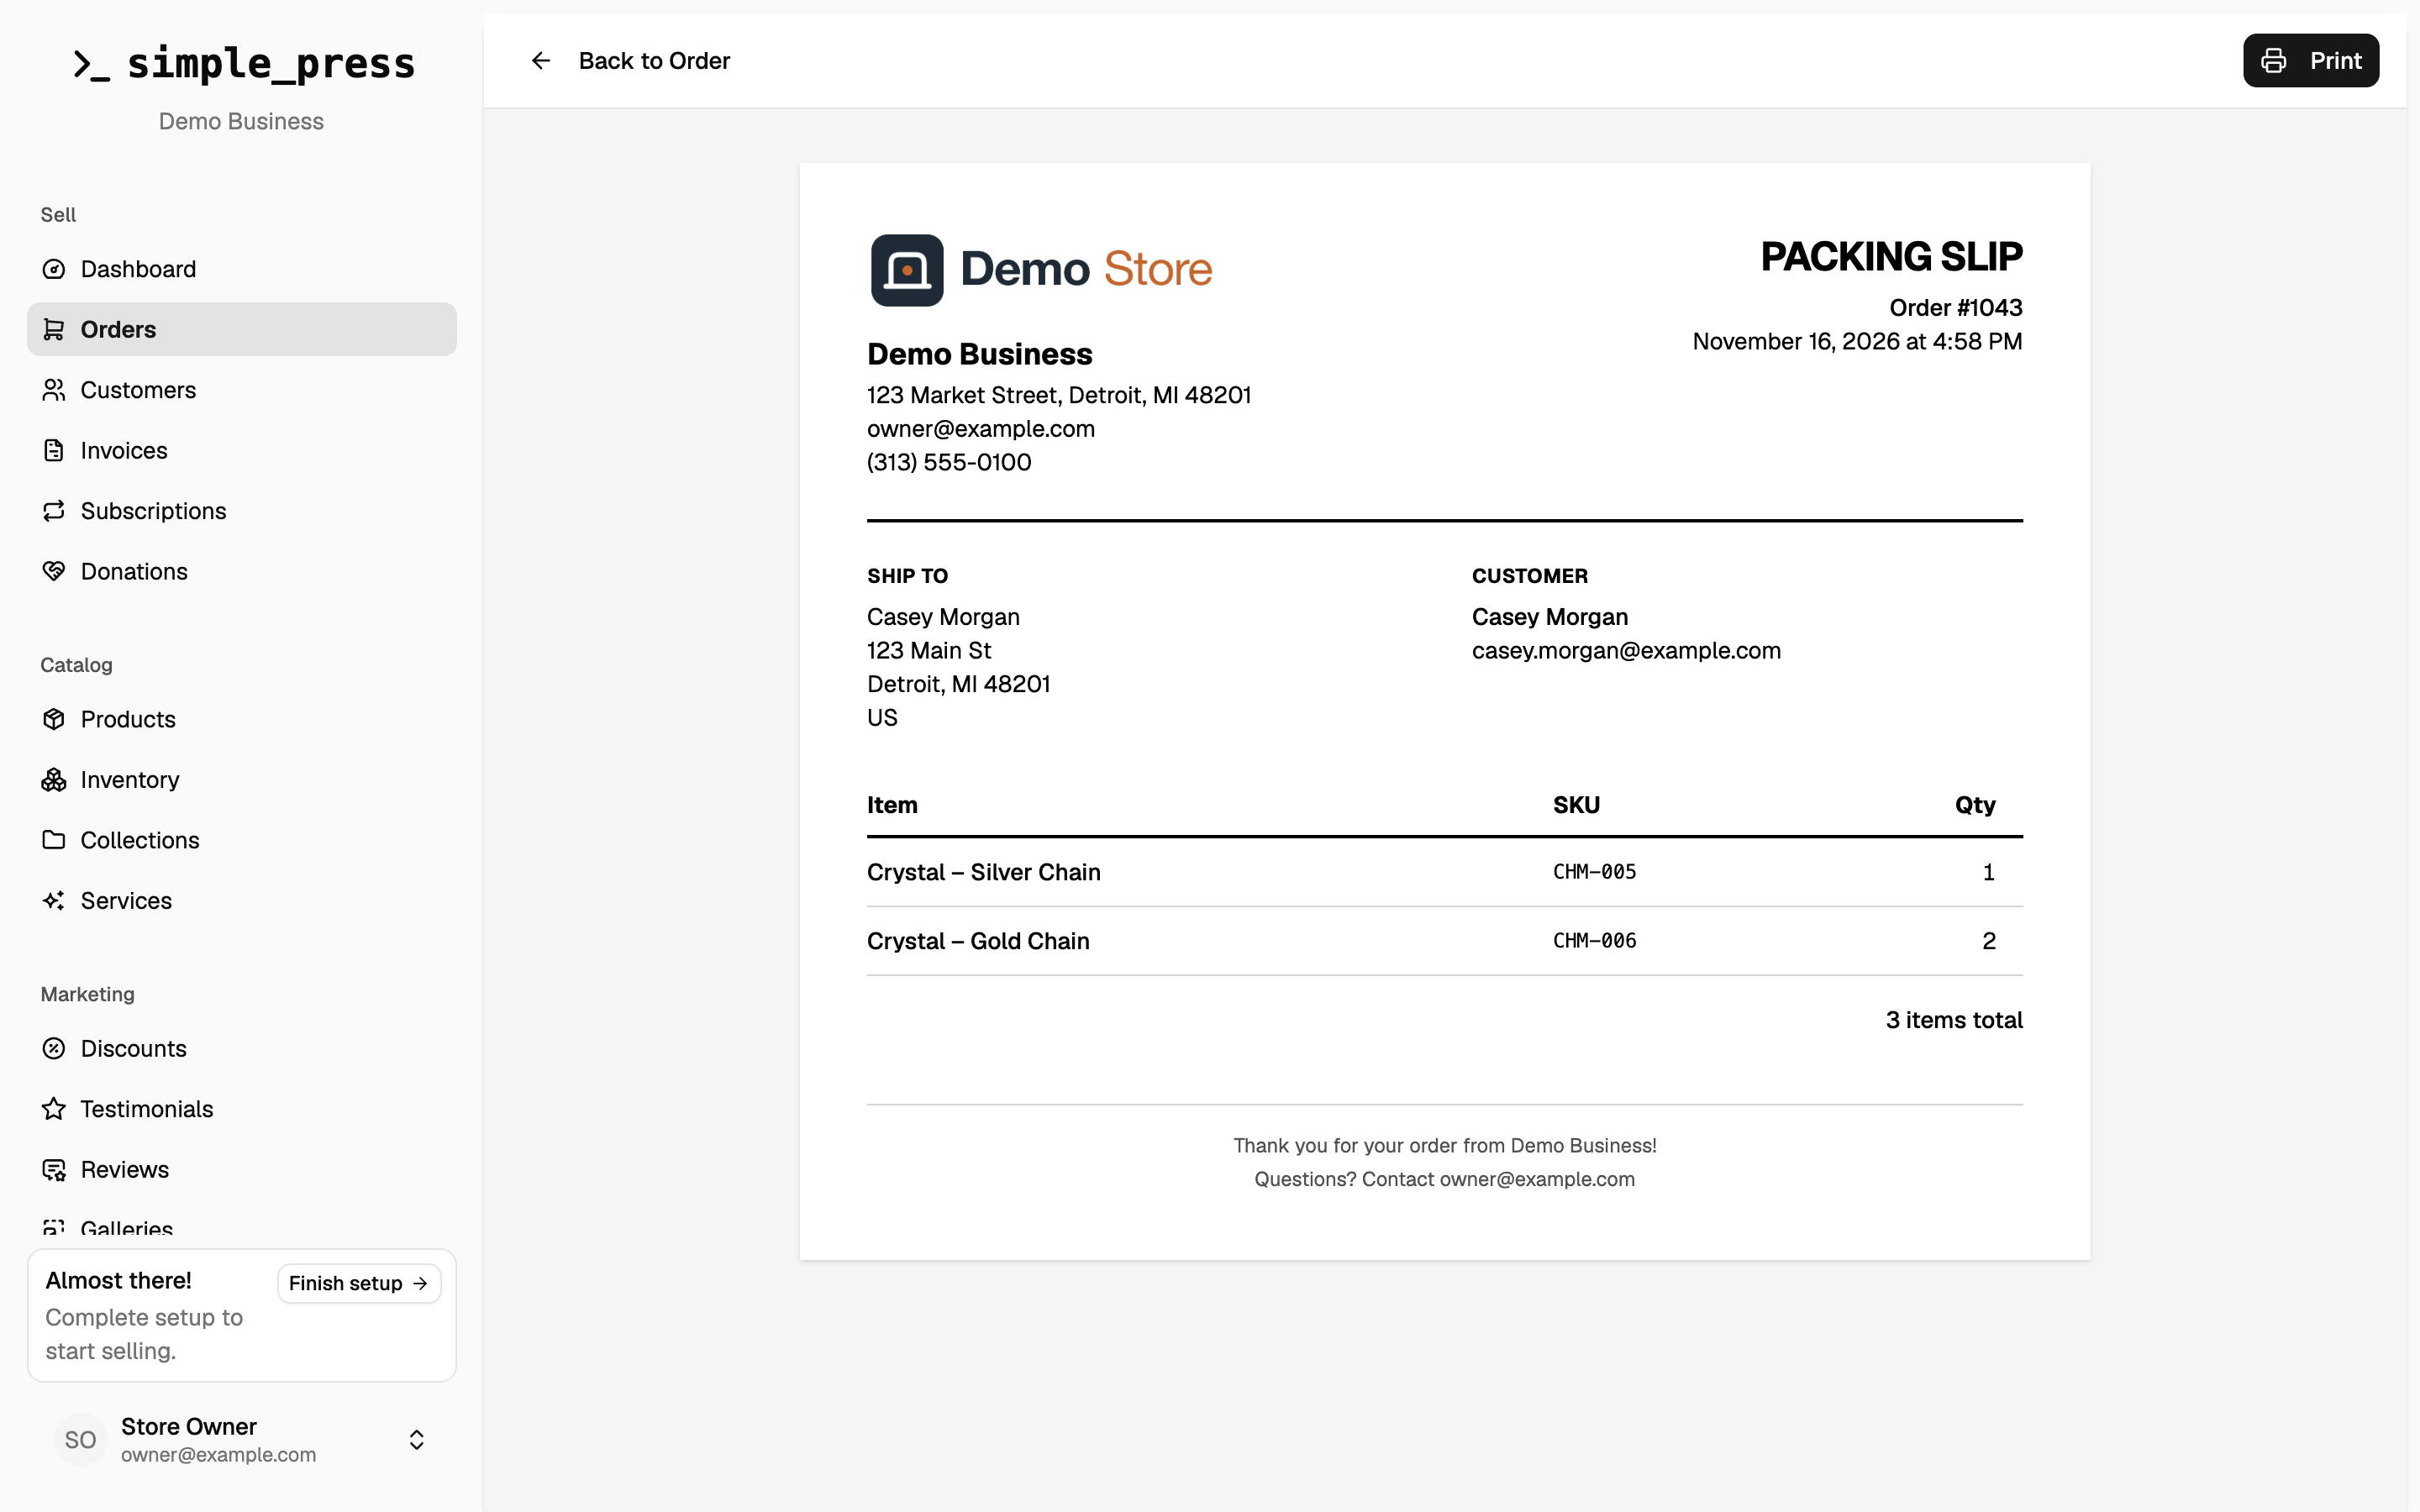 >_ simple_press
Demo Business
Sell
Dashboard
Orders
Customers
Invoices
Subscriptions
Donations
Catalog
Products
Inventory
Collections
Services
Marketing
Discounts
Testimonials
Reviews
Galleries
Almost there!
Finish setup →
Complete setup to
start selling.
SO
Store Owner
owner@example.com
← Back to Order
Print
Demo Store
PACKING SLIP
Order #1043
November 16, 2026 at 4:58 PM
Demo Business
123 Market Street, Detroit, MI 48201
owner@example.com
(313) 555-0100
SHIP TO
Casey Morgan
123 Main St
Detroit, MI 48201
US
CUSTOMER
Casey Morgan
casey.morgan@example.com
Item SKU Qty
Crystal – Silver Chain CHM-005 1
Crystal – Gold Chain CHM-006 2
3 items total
Thank you for your order from Demo Business!
Questions? Contact owner@example.com